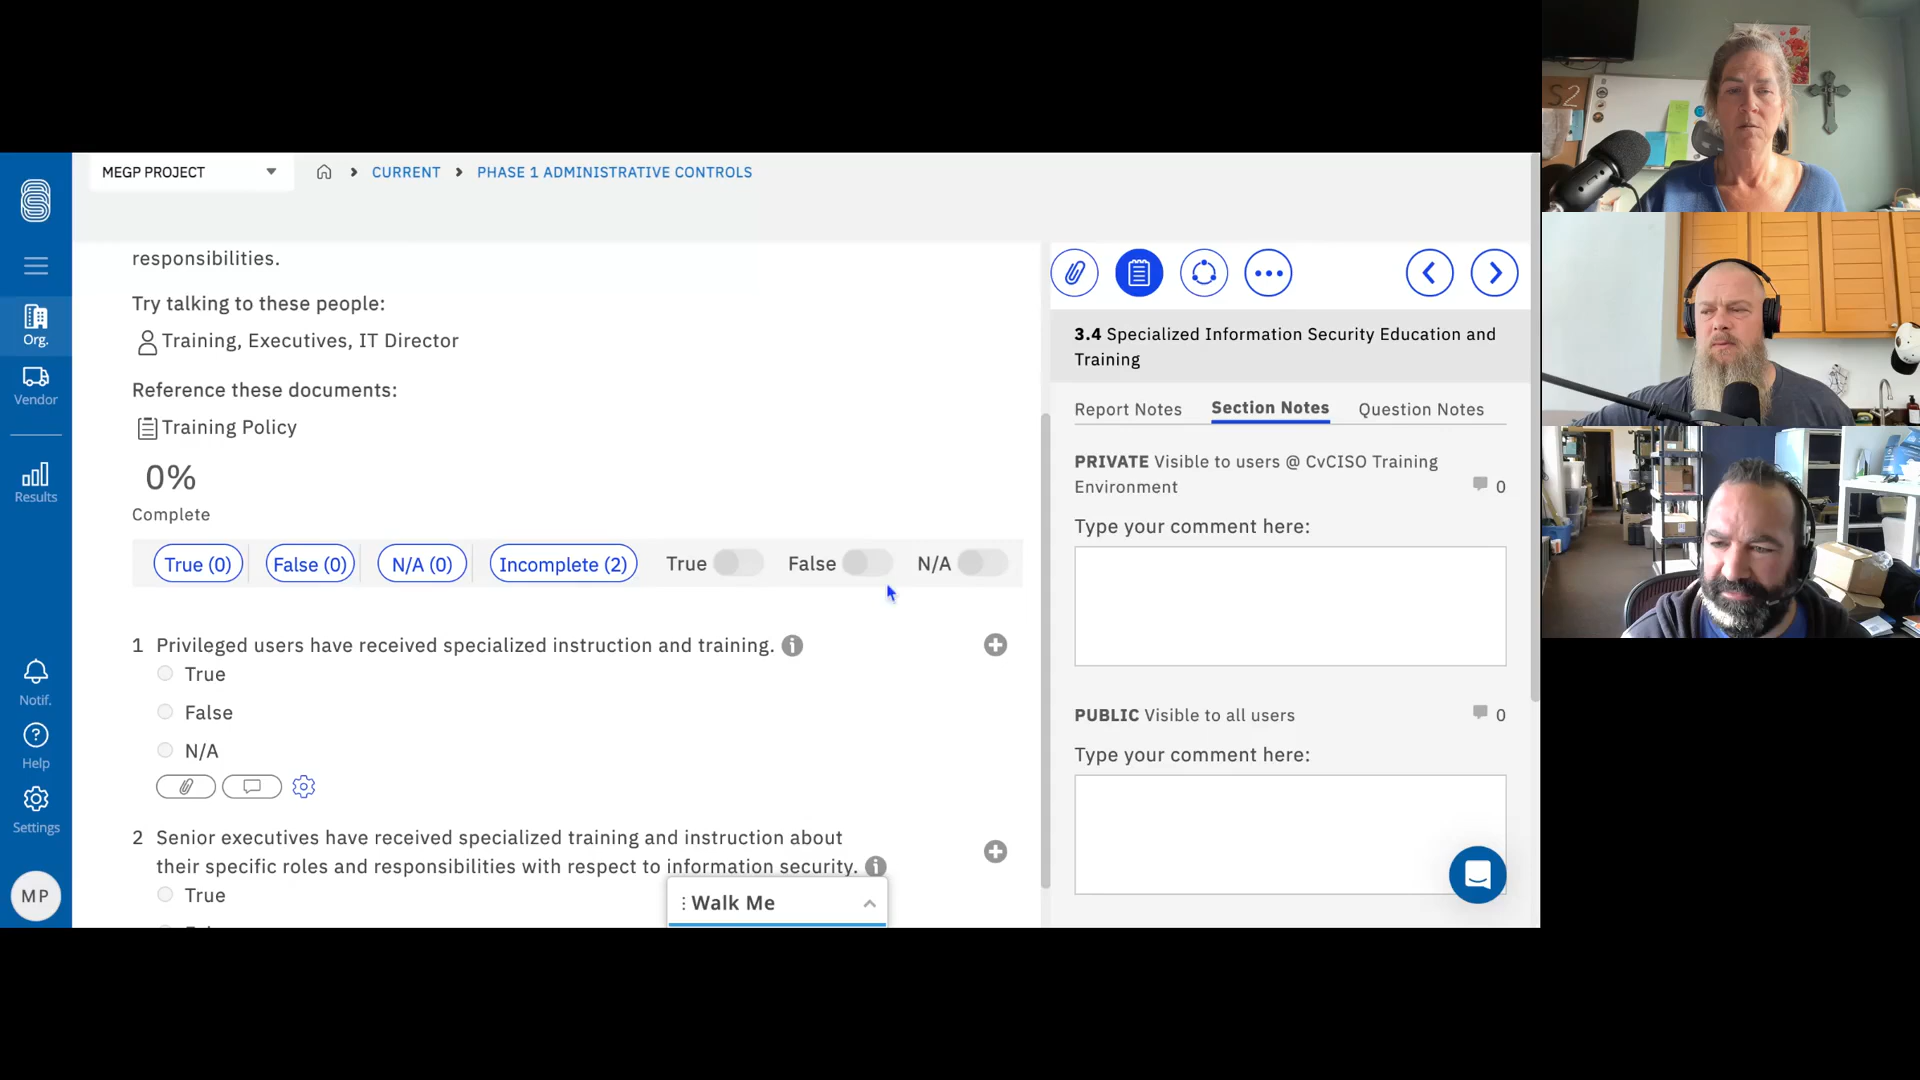 MEGP PROJECT
CURRENT
PHASE 1 ADMINISTRATIVE CONTROLS
Org.
Vendor
Results
Notif.
Help
Settings
MP
responsibilities.
Try talking to these people:
Training, Executives, IT Director
Reference these documents:
Training Policy
0%
Complete
True (0) False (0) N/A (0) Incomplete (2) True False N/A
1 Privileged users have received specialized instruction and training.
True
False
N/A
2 Senior executives have received specialized training and instruction about
their specific roles and responsibilities with respect to information security.
True
Walk Me
3.4 Specialized Information Security Education and
Training
Report Notes Section Notes Question Notes
PRIVATE Visible to users @ CvCISO Training
Environment
0
Type your comment here:
PUBLIC Visible to all users
0
Type your comment here:
S2